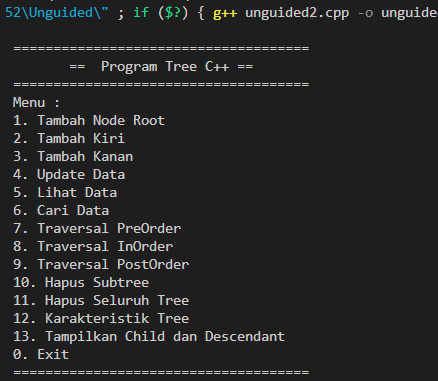 52\Unguided\" ; if ($?) { g++ unguided2.cpp -o unguide
=====================================
== Program Tree C++ ==
=====================================
Menu :
1. Tambah Node Root
2. Tambah Kiri
3. Tambah Kanan
4. Update Data
5. Lihat Data
6. Cari Data
7. Traversal PreOrder
8. Traversal InOrder
9. Traversal PostOrder
10. Hapus Subtree
11. Hapus Seluruh Tree
12. Karakteristik Tree
13. Tampilkan Child dan Descendant
0. Exit
=====================================